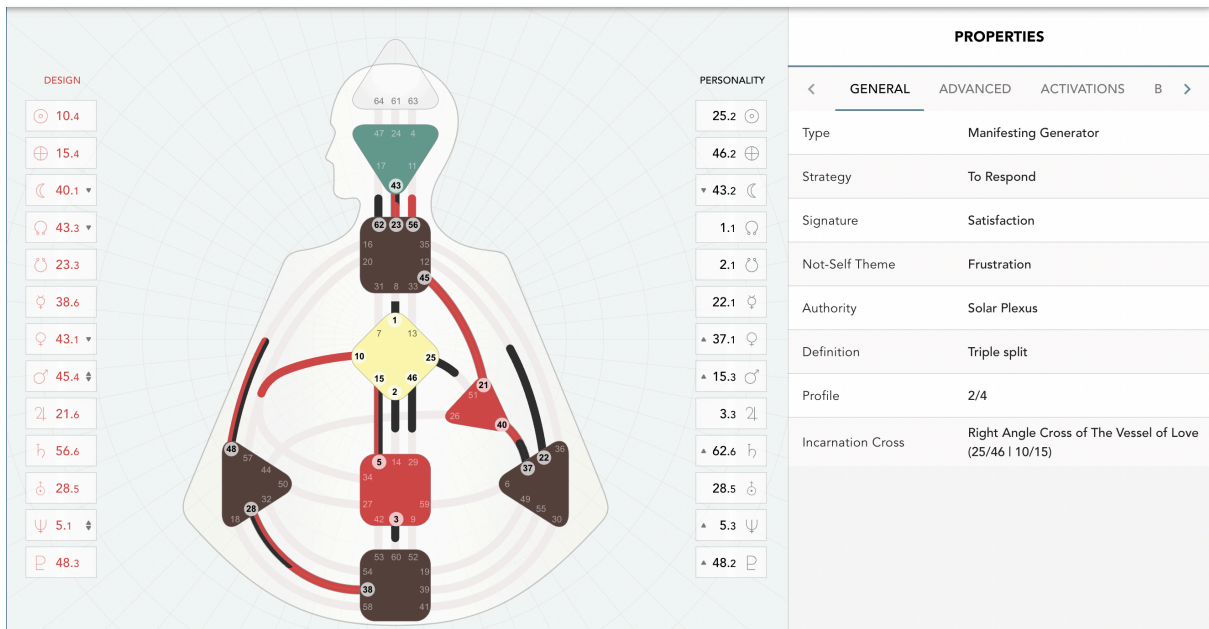 PROPERTIES
DESIGN
PERSONALITY
GENERAL
ADVANCED
ACTIVATIONS
B
10.4
15.4
40.1
43.3
23.3
38.6
43.1
45.4
21.6
56.6
28.5
5.1
48.3
64 61 63
47 24 4
17 11
43
62 23 56
16 35
20 12
45
31 8 33
1
7 13
10 25
15 46
2
21
51
26
40
48
57
44
50
32
28
18
5 14 29
34
27 59
42 3 9
36
22
37
6
49
55
30
53 60 52
54 19
38 39
58 41
25.2
46.2
43.2
1.1
2.1
22.1
37.1
15.3
3.3
62.6
28.5
5.3
48.2
Type Manifesting Generator
Strategy To Respond
Signature Satisfaction
Not-Self Theme Frustration
Authority Solar Plexus
Definition Triple split
Profile 2/4
Incarnation Cross Right Angle Cross of The Vessel of Love
(25/46 | 10/15)